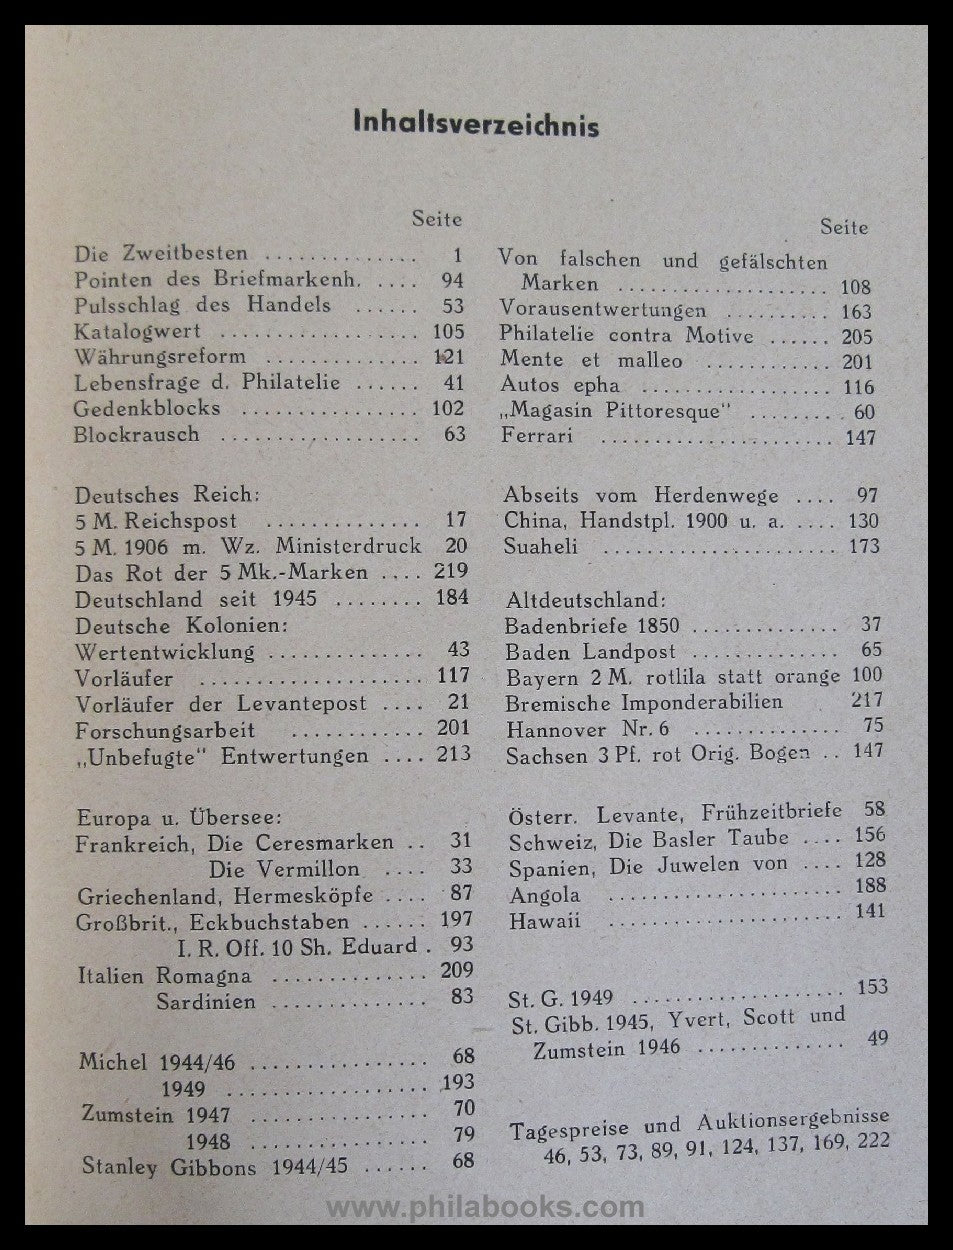 Inhaltsverzeichnis
Seite
Die Zweitbesten .............. 1
Pointen des Briefmarkenh. .... 94
Pulsschlag des Handels ...... 53
Katalogwert ................. 105
Währungsreform .............. 121
Lebensfrage d. Philatelie ...... 41
Gedenkblocks ................ 102
Blockrausch .................. 63
Deutsches Reich:
5 M. Reichspost .............. 17
5 M. 1906 m. Wz. Ministerdruck 20
Das Rot der 5 Mk.-Marken .... 219
Deutschland seit 1945 ........ 184
Deutsche Kolonien:
Wertentwicklung .............. 43
Vorläufer .................... 117
Vorläufer der Levantepost .... 21
Forschungsarbeit ............ 201
„Unbefugte“ Entwertungen .... 213
Europa u. Übersee:
Frankreich, Die Ceresmarken .. 31
Die Vermillon .... 33
Griechenland, Hermesköpfe .... 87
Großbrit., Eckbuchstaben ...... 197
I. R. Off. 10 Sh. Eduard . 93
Italien Romagna ............. 209
Sardinien .............. 83
Michel 1944/46 ................ 68
1949 .................. 193
Zumstein 1947 ................ 70
1948 ................ 79
Stanley Gibbons 1944/45 ...... 68
Seite
Von falschen und gefälschten
Marken ................... 108
Vorausentwertungen .......... 163
Philatelie contra Motive ...... 205
Mente et malleo ............ 201
Autos epha .................. 116
„Magasin Pittoresque“ ........ 60
Ferrari ...................... 147
Abseits vom Herdenwege .... 97
China, Handstpl. 1900 u. a. .... 130
Suaheli ...................... 173
Altdeutschland:
Badenbriefe 1850 .............. 37
Baden Landpost .............. 65
Bayern 2 M. rotlila statt orange 100
Bremische Imponderabilien 217
Hannover Nr. 6 .............. 75
Sachsen 3 Pf. rot Orig. Bogen .. 147
Österr. Levante, Frühzeitbriefe 58
Schweiz, Die Basler Taube .... 156
Spanien, Die Juwelen von .... 128
Angola ...................... 188
Hawaii ...................... 141
St. G. 1949 .................... 153
St. Gibb. 1945, Yvert, Scott und
Zumstein 1946 .............. 49
Tagespreise und Auktionsergebnisse
46, 53, 73, 89, 91, 124, 137, 169, 222
www.philabooks.com